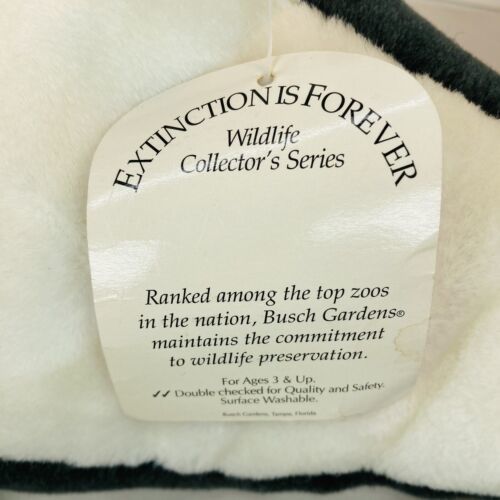 EXTINCTION IS FOREVER
Wildlife
Collector's Series
Ranked among the top zoos
in the nation, Busch Gardens®
maintains the commitment
to wildlife preservation.
For Ages 3 & Up.
✓✓ Double checked for Quality and Safety.
Surface Washable.
Busch Gardens, Tampa, Florida